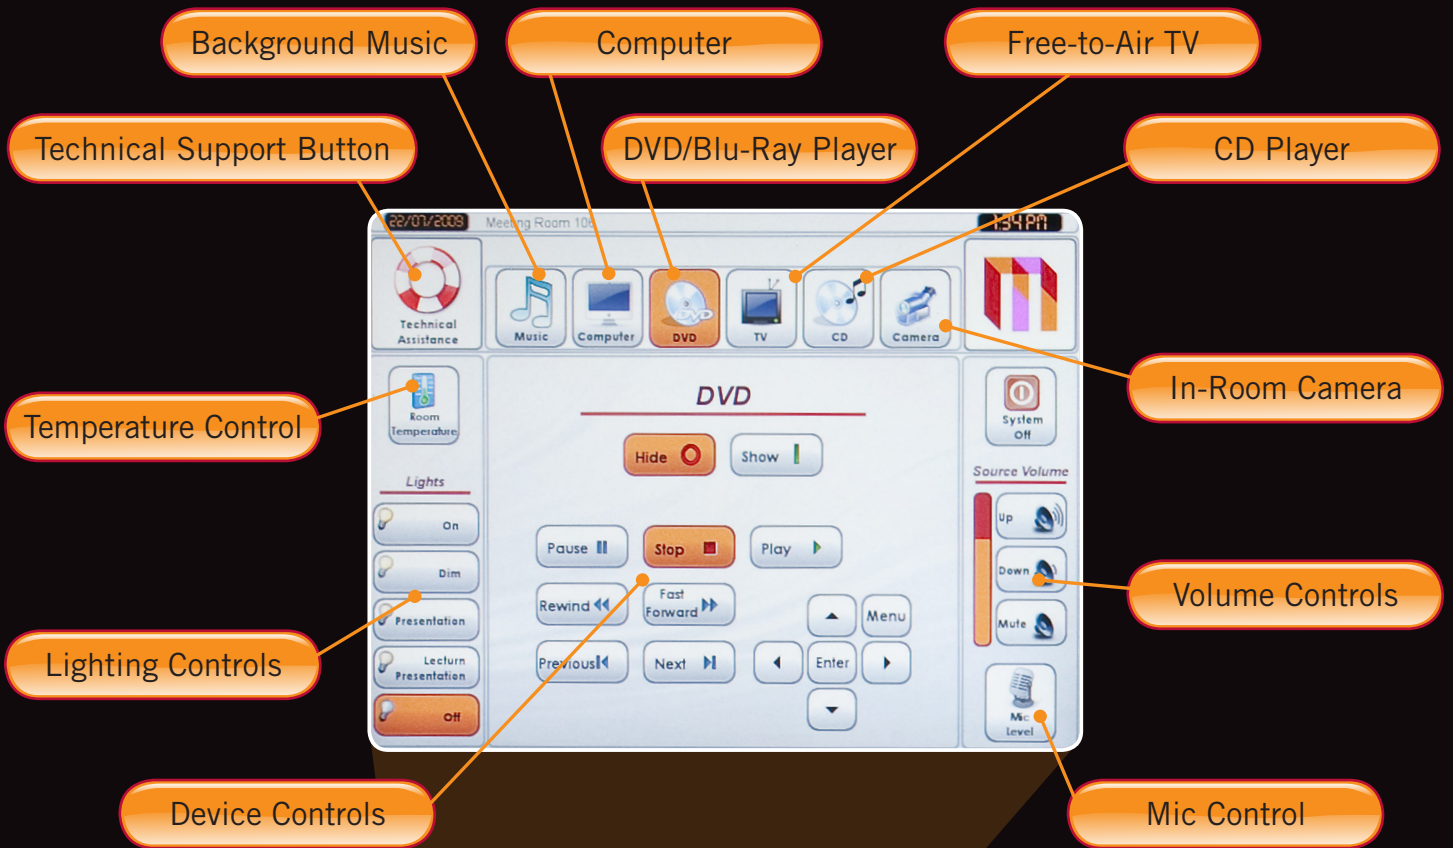 Background Music
Computer
Free-to-Air TV
Technical Support Button
DVD/Blu-Ray Player
CD Player
22/07/2009
Meeting Room 106
1:34 PM
Technical
Assistance
Music
Computer
DVD
TV
CD
Camera
In-Room Camera
Temperature Control
Room
Temperature
DVD
System
Off
Hide
Show
Lights
Source Volume
On
Up
Pause
Stop
Play
Dim
Down
Volume Controls
Rewind
Fast
Forward
Menu
Presentation
Mute
Lighting Controls
Lecturn
Presentation
Previous
Next
Enter
Off
Mic
Level
Device Controls
Mic Control